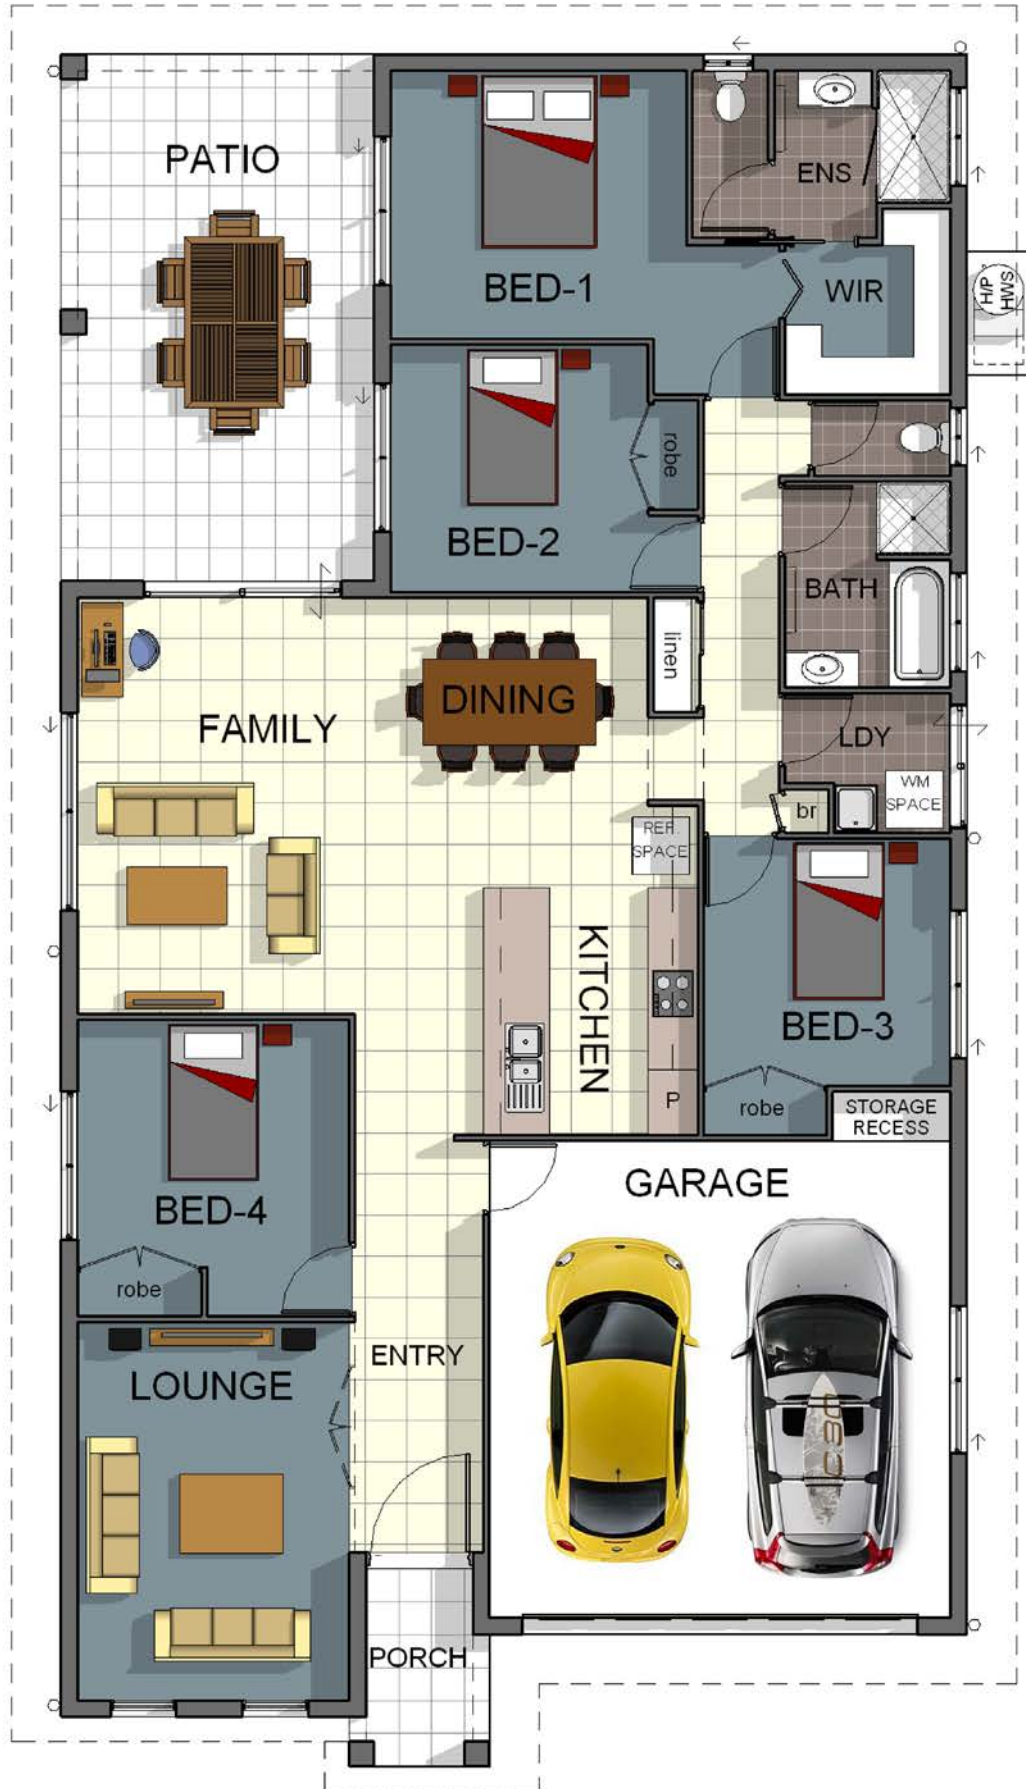 PATIO
ENS
BED-1
WIR
H/P
HWS
robe
BED-2
BATH
linen
DINING
FAMILY
LDY
WM
SPACE
br
REF.
SPACE
KITCHEN
BED-3
P
robe
STORAGE
RECESS
GARAGE
BED-4
robe
ENTRY
LOUNGE
PORCH